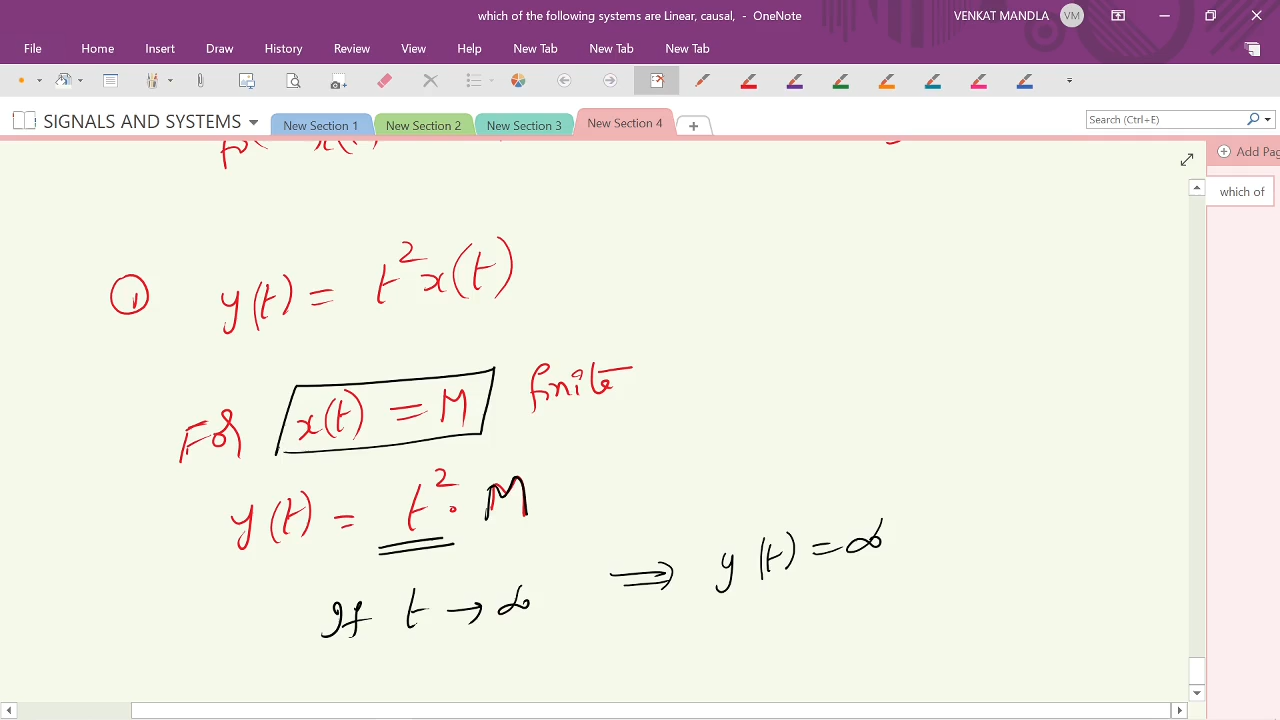 which of the following systems are Linear, causal, - OneNote
VENKAT MANDLA VM
File Home Insert Draw History Review View Help New Tab New Tab New Tab
SIGNALS AND SYSTEMS New Section 1 New Section 2 New Section 3 New Section 4 +
Search (Ctrl+E)
Add Pag
which of
for x(t)
① y(t) = t² x(t)
For x(t) = M finite
y(t) = t² . M
If t → ∞ ⟹ y(t) = ∞